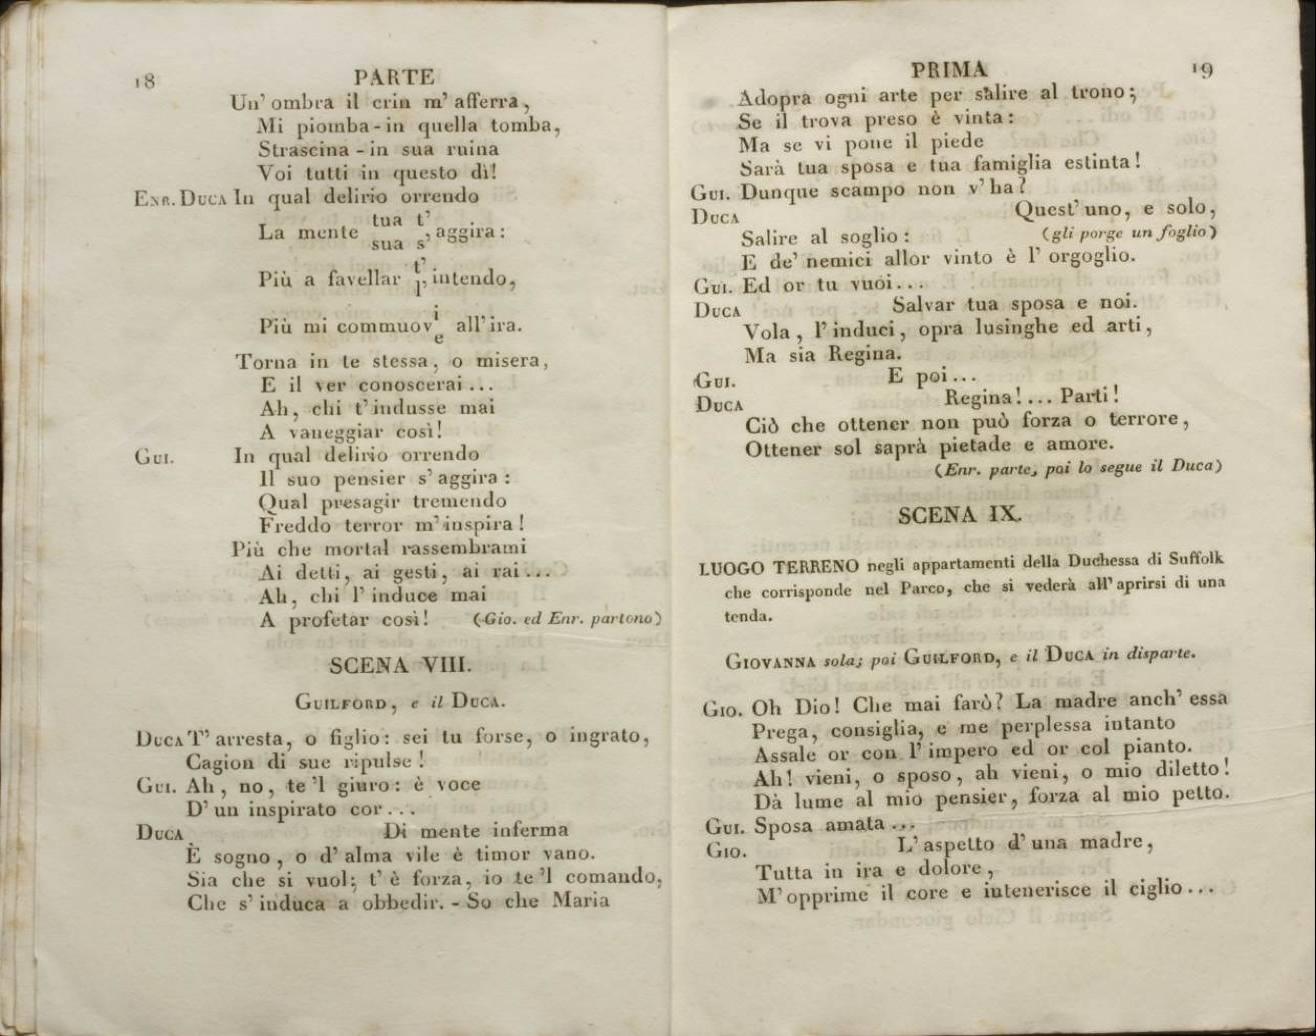 18 PARTE
Un' ombra il crin m' afferra,
Mi piomba - in quella tomba,
Strascina - in sua ruina
Voi tutti in questo dì!
ENR. DUCA In qual delirio orrendo
La mente tua t' aggira:
sua s'
Più a favellar t' intendo,
l'
Più mi commuovi all' ira.
e
Torna in te stessa, o misera,
E il ver conoscerai...
Ah, chi t' indusse mai
A vaneggiar così!
GUI. In qual delirio orrendo
Il suo pensier s' aggira:
Qual presagir tremendo
Freddo terror m' inspira!
Più che mortal rassembrami
Ai detti, ai gesti, ai rai...
Ah, chi l' induce mai
A profetar così! (Gio. ed Enr. partono)
SCENA VIII.
GUILFORD, e il DUCA.
DUCA T' arresta, o figlio: sei tu forse, o ingrato,
Cagion di sue ripulse!
GUI. Ah, no, te 'l giuro: è voce
D' un inspirato cor...
DUCA Di mente inferma
È sogno, o d' alma vile è timor vano.
Sia che si vuol; t' è forza, io te 'l comando,
Che s' induca a obbedir. - So che Maria
PRIMA 19
Adopra ogni arte per salire al trono;
Se il trova preso è vinta:
Ma se vi pone il piede
Sarà tua sposa e tua famiglia estinta!
GUI. Dunque scampo non v' ha?
DUCA Quest' uno, e solo,
Salire al soglio: (gli porge un foglio)
E de' nemici allor vinto è l' orgoglio.
GUI. Ed or tu vuoi...
DUCA Salvar tua sposa e noi.
Vola, l' induci, opra lusinghe ed arti,
Ma sia Regina.
GUI. E poi...
DUCA Regina!... Parti!
Ciò che ottener non può forza o terrore,
Ottener sol saprà pietade e amore.
(Enr. parte, poi lo segue il Duca)
SCENA IX.
LUOGO TERRENO negli appartamenti della Duchessa di Suffolk
che corrisponde nel Parco, che si vederà all' aprirsi di una
tenda.
GIOVANNA sola; poi GUILFORD, e il DUCA in disparte.
GIO. Oh Dio! Che mai farò? La madre anch' essa
Prega, consiglia, e me perplessa intanto
Assale or con l' impero ed or col pianto.
Ah! vieni, o sposo, ah vieni, o mio diletto!
Dà lume al mio pensier, forza al mio petto.
GUI. Sposa amata...
GIO. L' aspetto d' una madre,
Tutta in ira e dolore,
M' opprime il core e intenerisce il ciglio...